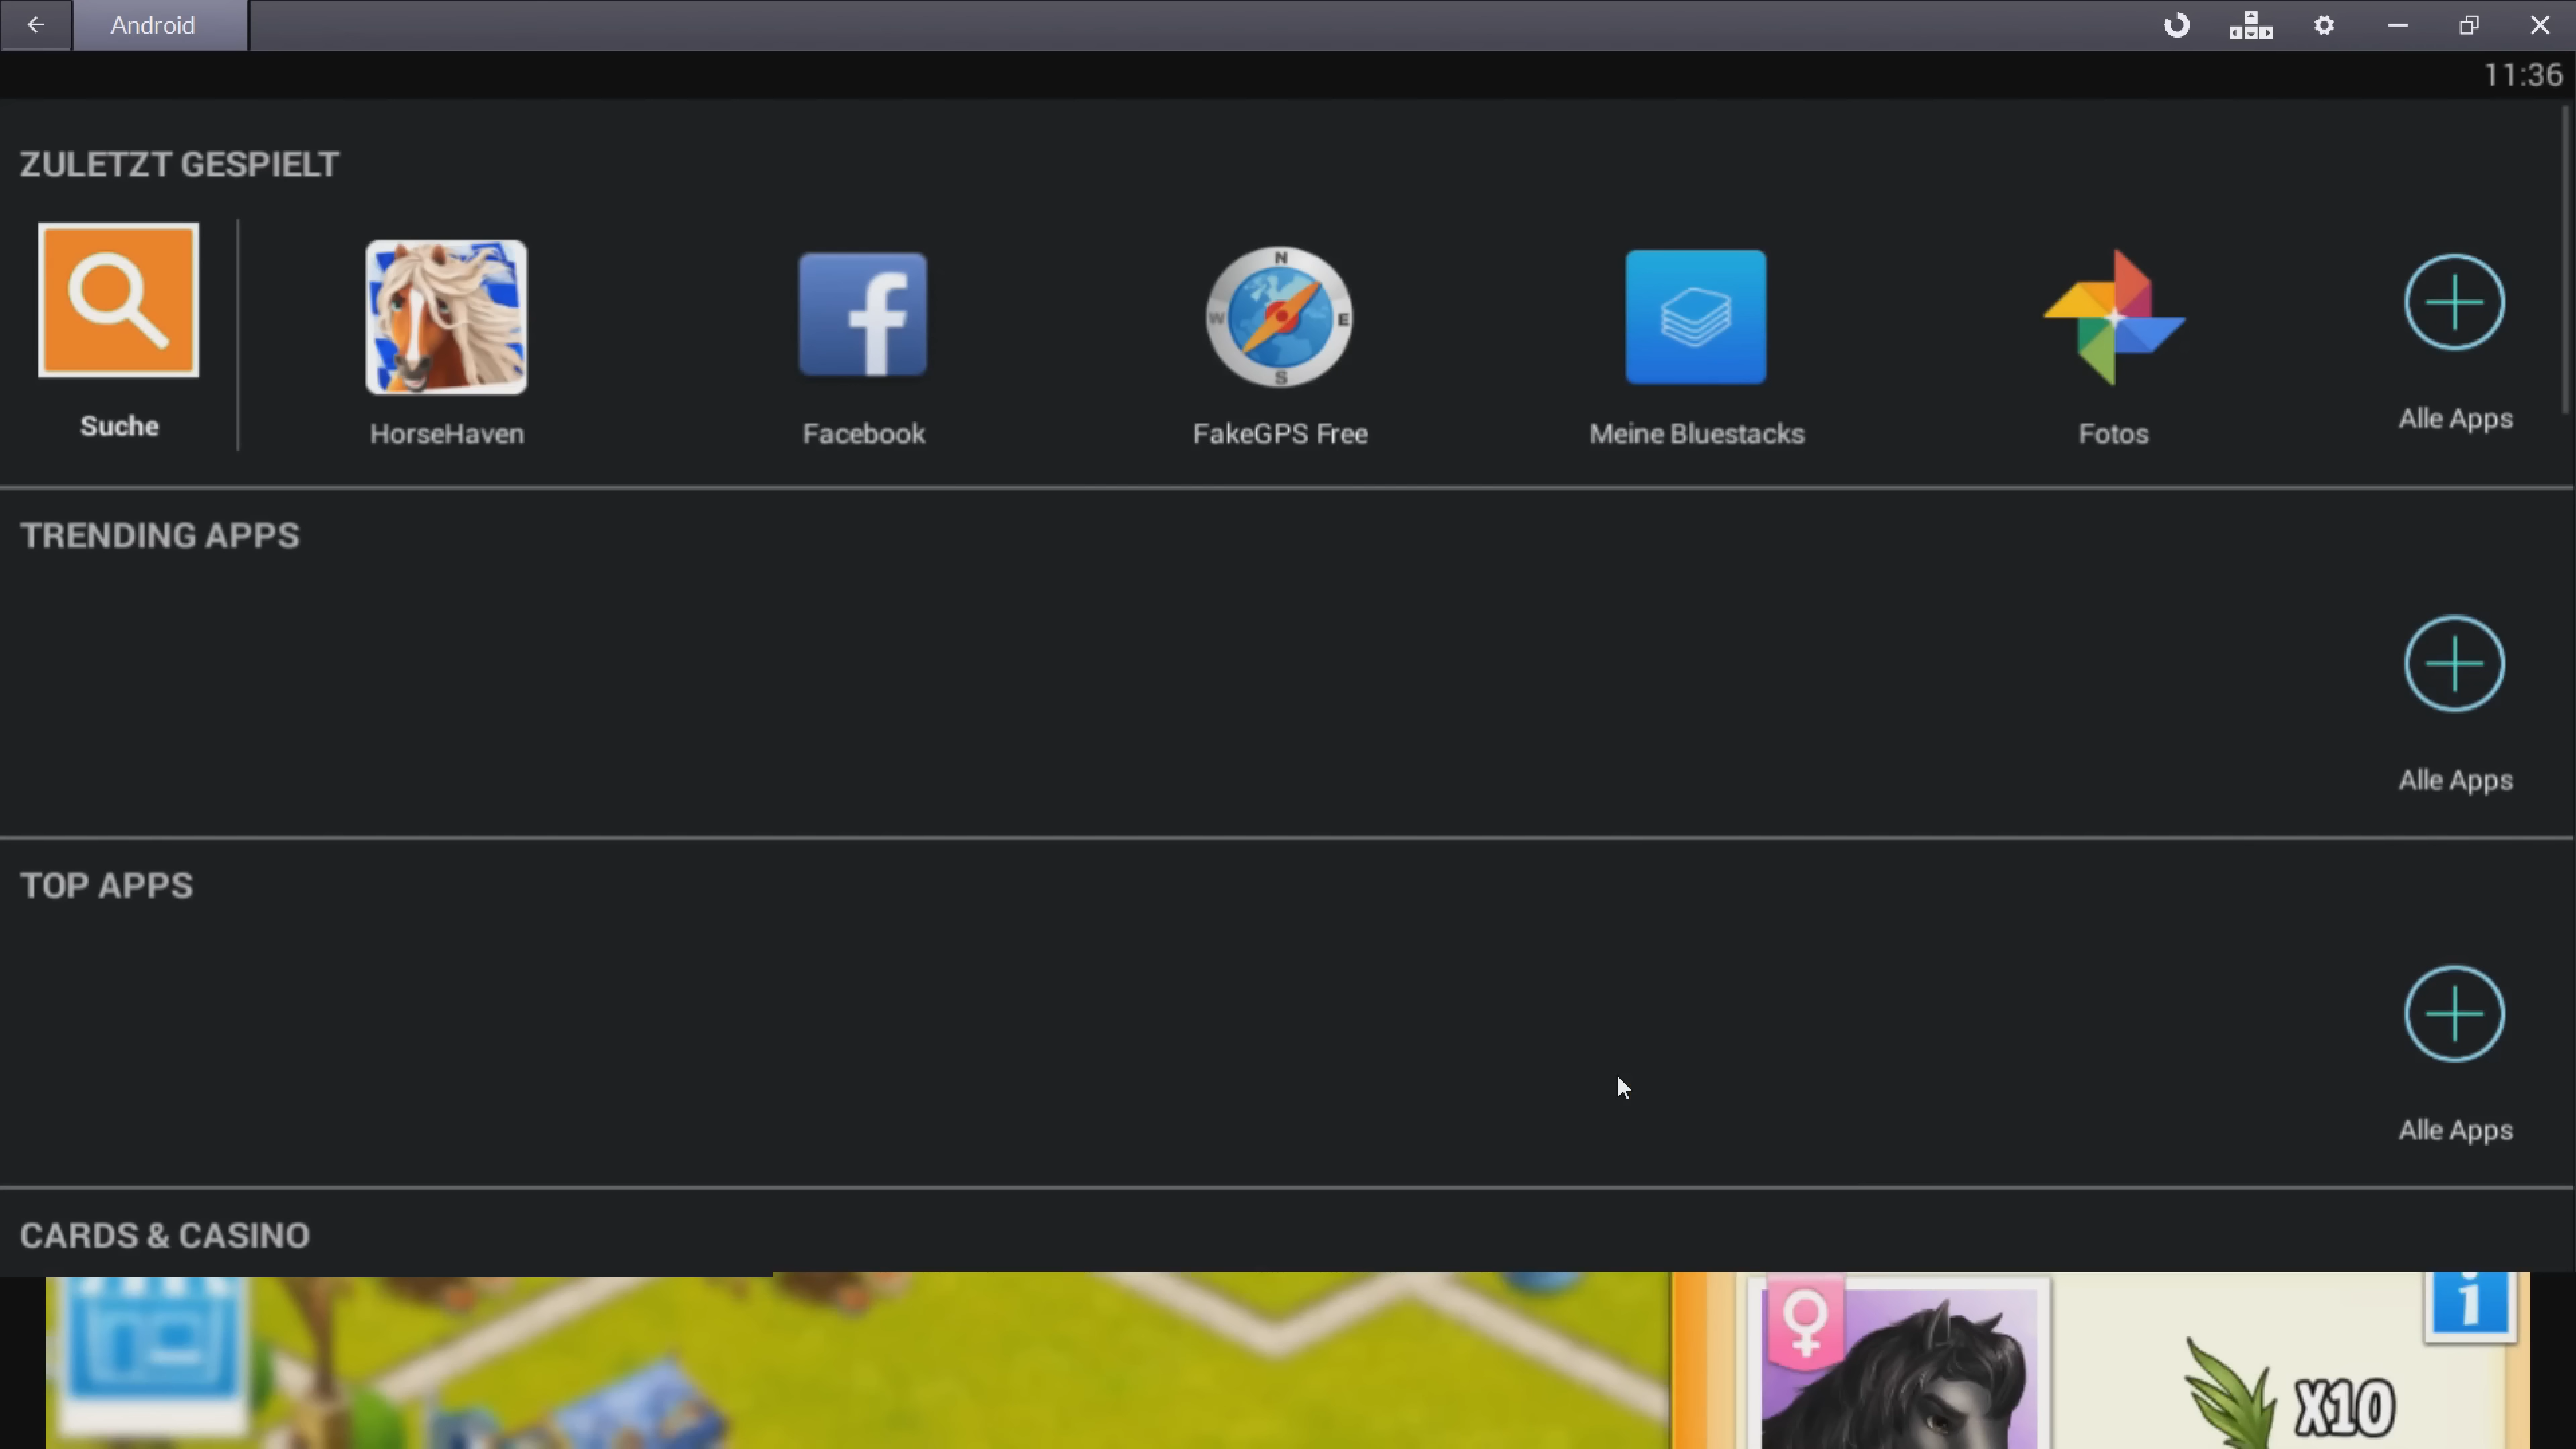 Android
11:36
ZULETZT GESPIELT
Suche
HorseHaven
Facebook
FakeGPS Free
Meine Bluestacks
Fotos
Alle Apps
N
W
E
S
TRENDING APPS
Alle Apps
TOP APPS
Alle Apps
CARDS & CASINO
i
X10